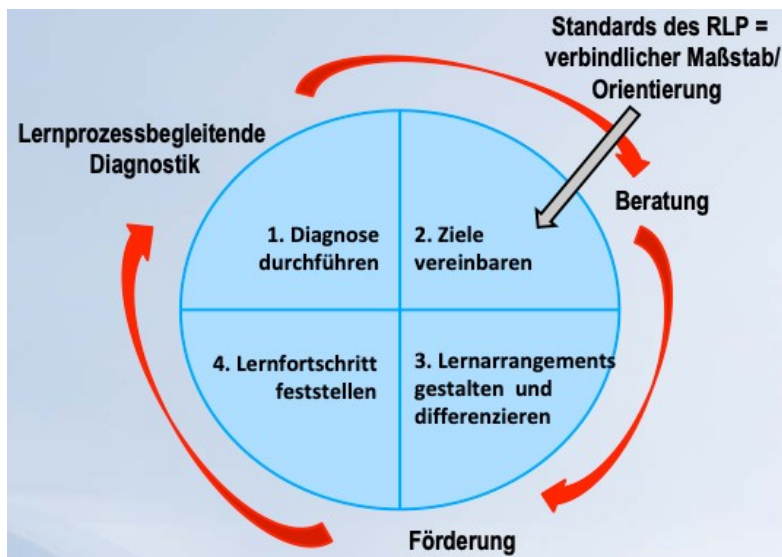 Standards des RLP =
verbindlicher Maßstab/
Orientierung
Lernprozessbegleitende
Diagnostik
Beratung
1. Diagnose
durchführen
2. Ziele
vereinbaren
4. Lernfortschritt
feststellen
3. Lernarrangements
gestalten und
differenzieren
Förderung